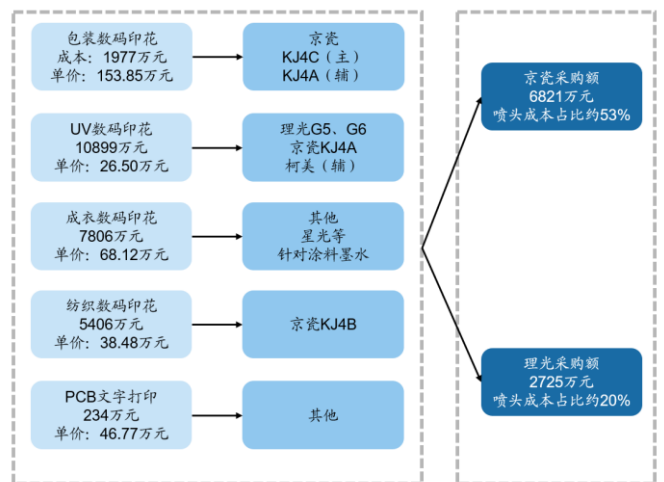 包装数码印花
成本：1977万元
单价：153.85万元
京瓷
KJ4C（主）
KJ4A（辅）
UV数码印花
10899万元
单价：26.50万元
理光G5、G6
京瓷KJ4A
柯美（辅）
成衣数码印花
7806万元
单价：68.12万元
其他
星光等
针对涂料墨水
纺织数码印花
5406万元
单价：38.48万元
京瓷KJ4B
PCB文字打印
234万元
单价：46.77万元
其他
京瓷采购额
6821万元
喷头成本占比约53%
理光采购额
2725万元
喷头成本占比约20%